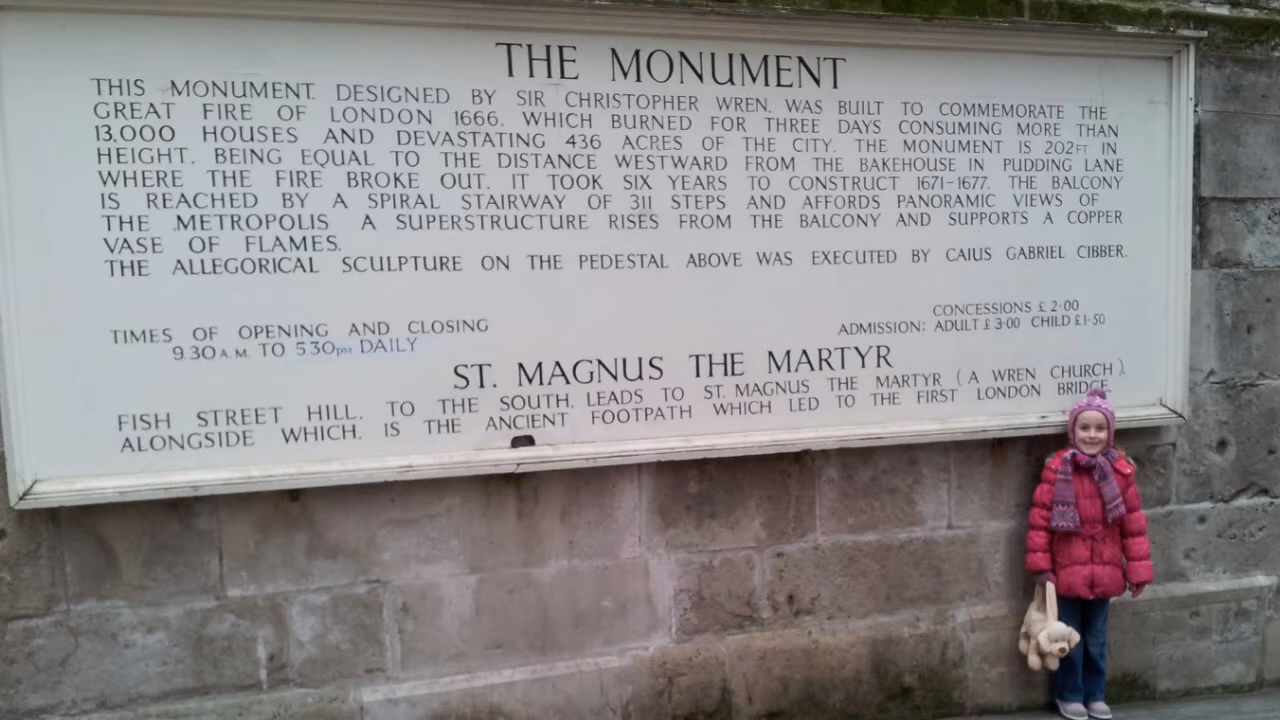 THE MONUMENT
THIS MONUMENT. DESIGNED BY SIR CHRISTOPHER WREN, WAS BUILT TO COMMEMORATE THE
GREAT FIRE OF LONDON 1666. WHICH BURNED FOR THREE DAYS CONSUMING MORE THAN
13,000 HOUSES AND DEVASTATING 436 ACRES OF THE CITY. THE MONUMENT IS 202FT IN
HEIGHT. BEING EQUAL TO THE DISTANCE WESTWARD FROM THE BAKEHOUSE IN PUDDING LANE
WHERE THE FIRE BROKE OUT. IT TOOK SIX YEARS TO CONSTRUCT 1671-1677. THE BALCONY
IS REACHED BY A SPIRAL STAIRWAY OF 311 STEPS AND AFFORDS PANORAMIC VIEWS OF
THE METROPOLIS A SUPERSTRUCTURE RISES FROM THE BALCONY AND SUPPORTS A COPPER
VASE OF FLAMES.
THE ALLEGORICAL SCULPTURE ON THE PEDESTAL ABOVE WAS EXECUTED BY CAIUS GABRIEL CIBBER.
TIMES OF OPENING AND CLOSING
9.30 A.M. TO 530PM DAILY
CONCESSIONS £2-00
ADMISSION: ADULT £3-00 CHILD £1-50
ST. MAGNUS THE MARTYR
FISH STREET HILL. TO THE SOUTH. LEADS TO ST. MAGNUS THE MARTYR (A WREN CHURCH).
ALONGSIDE WHICH. IS THE ANCIENT FOOTPATH WHICH LED TO THE FIRST LONDON BRIDGE.